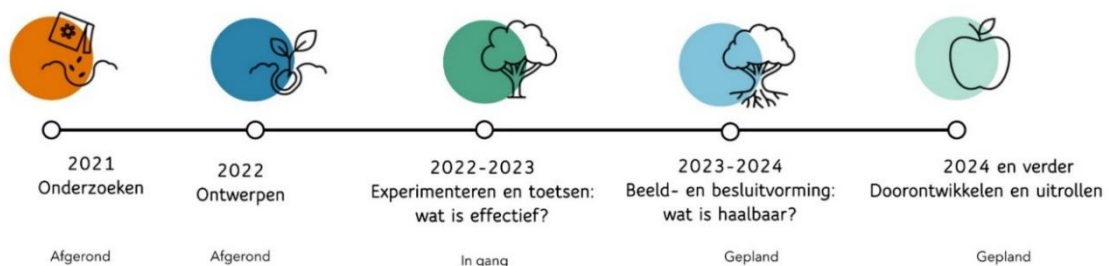 2021
Onderzoeken
Afgerond
2022
Ontwerpen
Afgerond
2022-2023
Experimenteren en toetsen:
wat is effectief?
In gang
2023-2024
Beeld- en besluitvorming:
wat is haalbaar?
Gepland
2024 en verder
Doorontwikkelen en uitrollen
Gepland